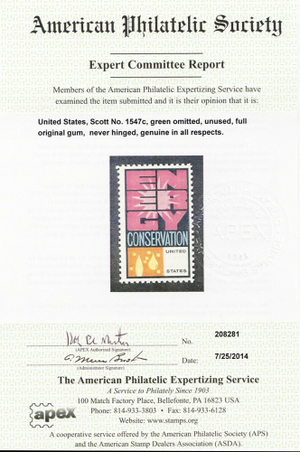 American Philatelic Society
Expert Committee Report
Members of the American Philatelic Expertizing Service have
examined the item submitted and it is their opinion that it is:
United States, Scott No. 1547c, green omitted, unused, full
original gum, never hinged, genuine in all respects.
ENERGY
CONSERVATION
UNITED
STATES
(APEX Authorized Signature)
No. 208281
(Administrator Signature)
Date: 7/25/2014
The American Philatelic Expertizing Service
A Service to Philately Since 1903
100 Match Factory Place, Bellefonte, PA 16823 USA
Phone: 814-933-3803 • Fax: 814-933-6128
Website: www.stamps.org
apex
A cooperative service offered by the American Philatelic Society (APS)
and the American Stamp Dealers Association (ASDA).